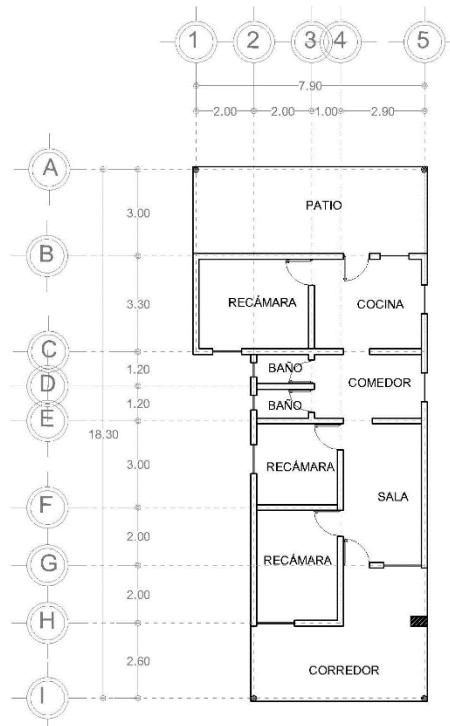 1 2 3 4 5
7.90
2.00 2.00 1.00 2.90
A
3.00
PATIO
B
3.30
RECÁMARA COCINA
C
1.20 BAÑO
D COMEDOR
1.20 BAÑO
E
18.30
3.00 RECÁMARA
SALA
F
2.00
RECÁMARA
G
2.00
H
2.60
CORREDOR
I